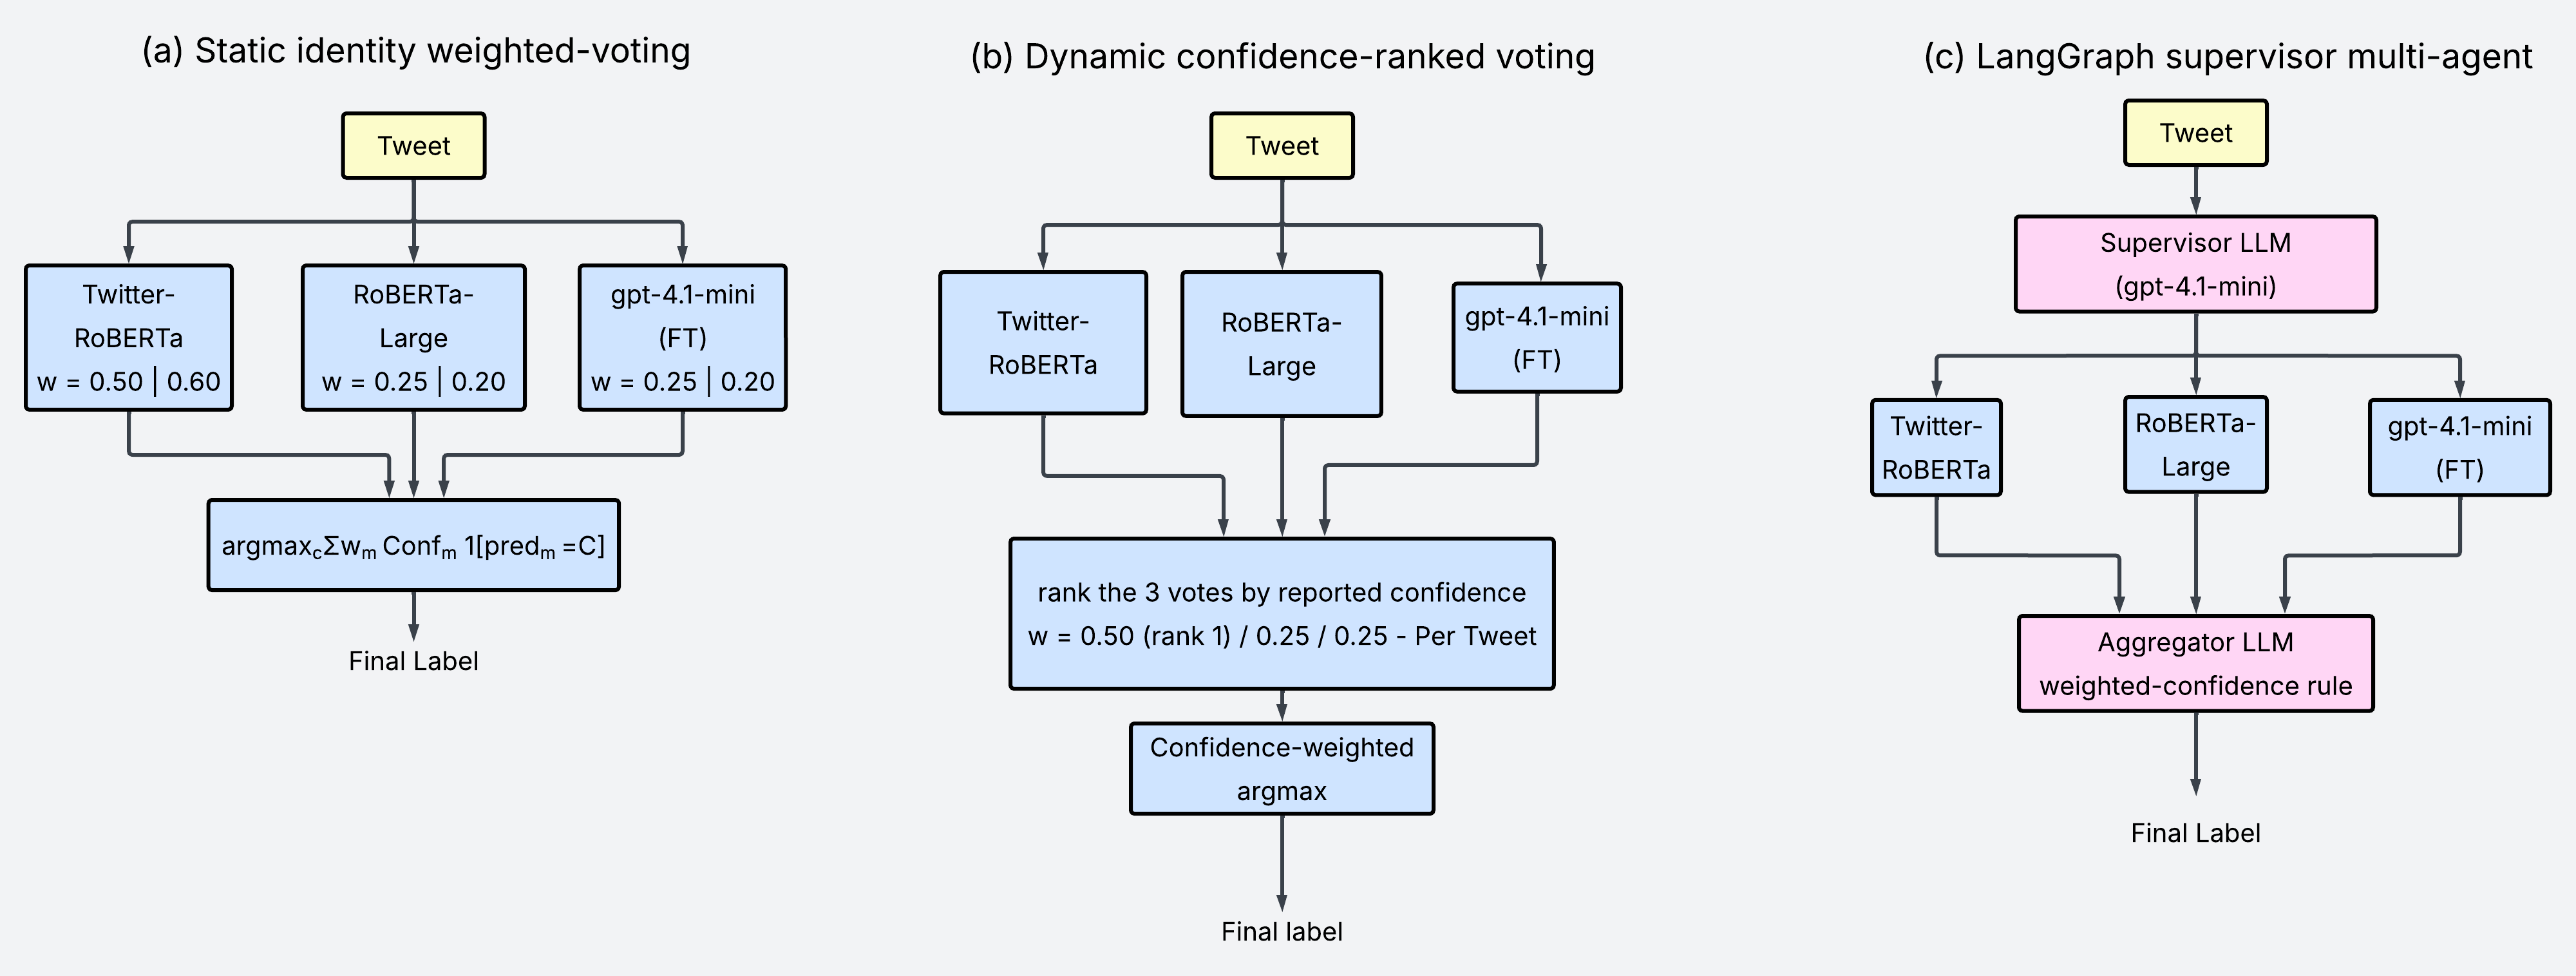 (a) Static identity weighted-voting
Tweet
Twitter-
RoBERTa
w = 0.50 | 0.60
RoBERTa-
Large
w = 0.25 | 0.20
gpt-4.1-mini
(FT)
w = 0.25 | 0.20
argmax꜀Σwₘ Confₘ 1[predₘ =C]
Final Label
(b) Dynamic confidence-ranked voting
Tweet
Twitter-
RoBERTa
RoBERTa-
Large
gpt-4.1-mini
(FT)
rank the 3 votes by reported confidence
w = 0.50 (rank 1) / 0.25 / 0.25 - Per Tweet
Confidence-weighted
argmax
Final label
(c) LangGraph supervisor multi-agent
Tweet
Supervisor LLM
(gpt-4.1-mini)
Twitter-
RoBERTa
RoBERTa-
Large
gpt-4.1-mini
(FT)
Aggregator LLM
weighted-confidence rule
Final Label